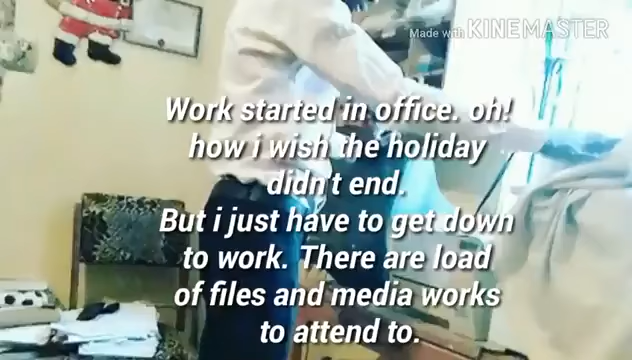 Made with KINEMASTER
Work started in office. oh!
how i wish the holiday
didn't end.
But i just have to get down
to work. There are load
of files and media works
to attend to.